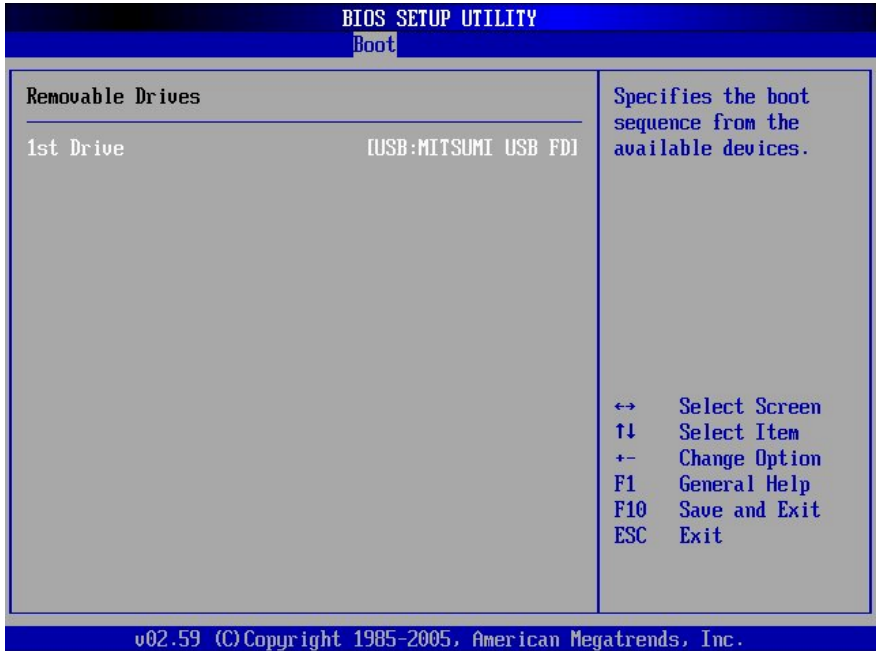 BIOS SETUP UTILITY
Boot
Removable Drives
1st Drive [USB:MITSUMI USB FD]
Specifies the boot
sequence from the
available devices.
←→ Select Screen
↑↓ Select Item
+- Change Option
F1 General Help
F10 Save and Exit
ESC Exit
v02.59 (C)Copyright 1985-2005, American Megatrends, Inc.